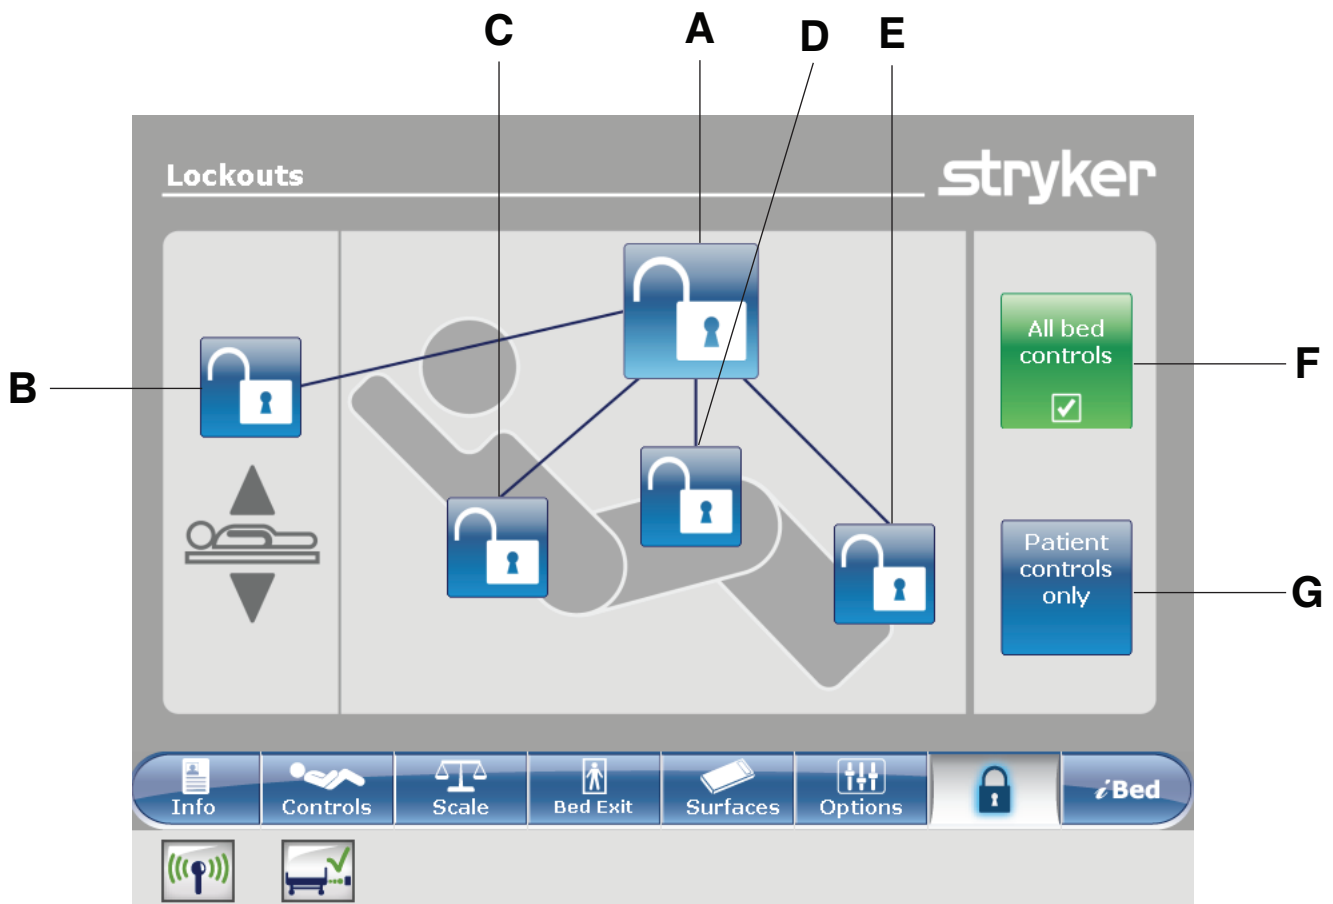 C
A
D
E
Lockouts
stryker
B
All bed
controls
F
Patient
controls
only
G
Info
Controls
Scale
Bed Exit
Surfaces
Options
iBed